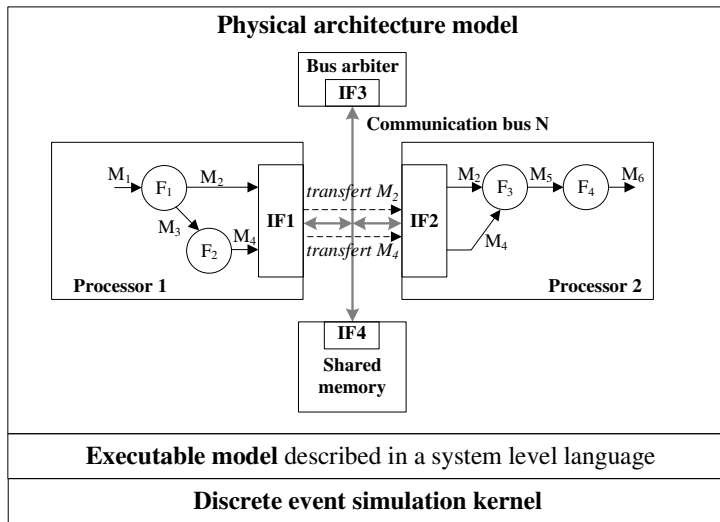 Physical architecture model
Bus arbiter
IF3
Communication bus N
M1
F1
M2
M3
F2
M4
IF1
Processor 1
transfert M2
transfert M4
IF2
M2
F3
M5
F4
M6
M4
Processor 2
IF4
Shared
memory
Executable model described in a system level language
Discrete event simulation kernel